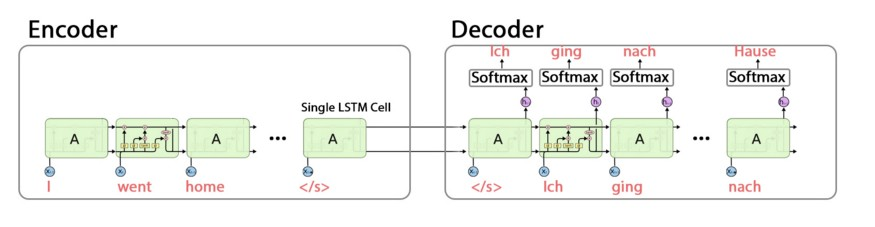 Encoder
Decoder
Ich ging nach Hause
Softmax Softmax Softmax Softmax
Single LSTM Cell
A A A A A A
... ...
I went home </s> </s> Ich ging nach